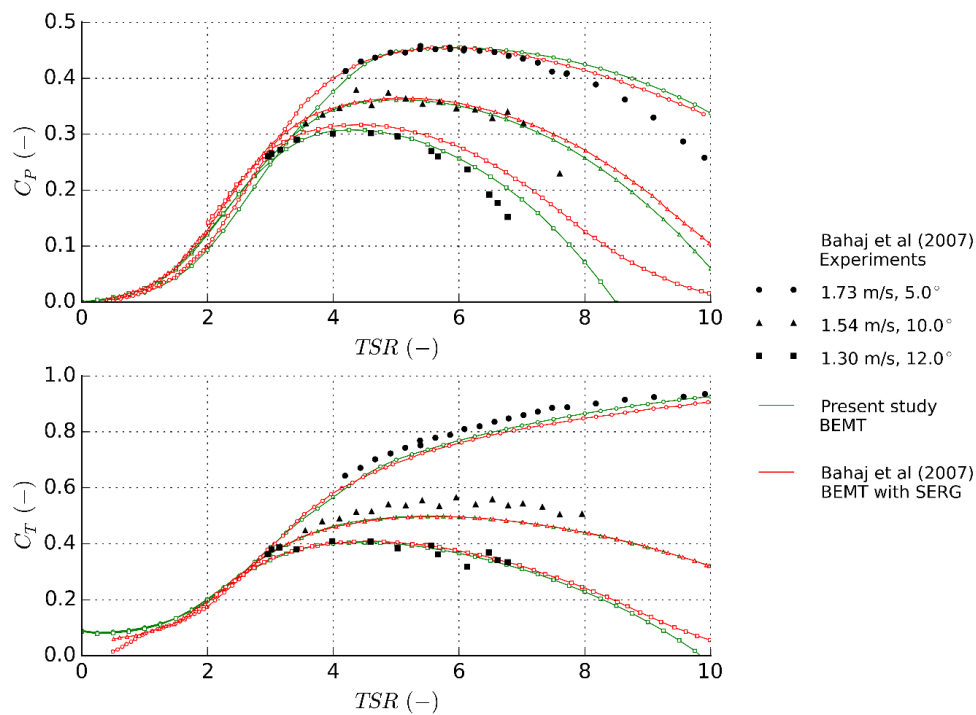 0.5
0.4
0.3
0.2
0.1
0.0
C_P (−)
0 2 4 6 8 10
TSR (−)
1.0
0.8
0.6
0.4
0.2
0.0
C_T (−)
0 2 4 6 8 10
TSR (−)
Bahaj et al (2007)
Experiments
1.73 m/s, 5.0°
1.54 m/s, 10.0°
1.30 m/s, 12.0°
Present study
BEMT
Bahaj et al (2007)
BEMT with SERG